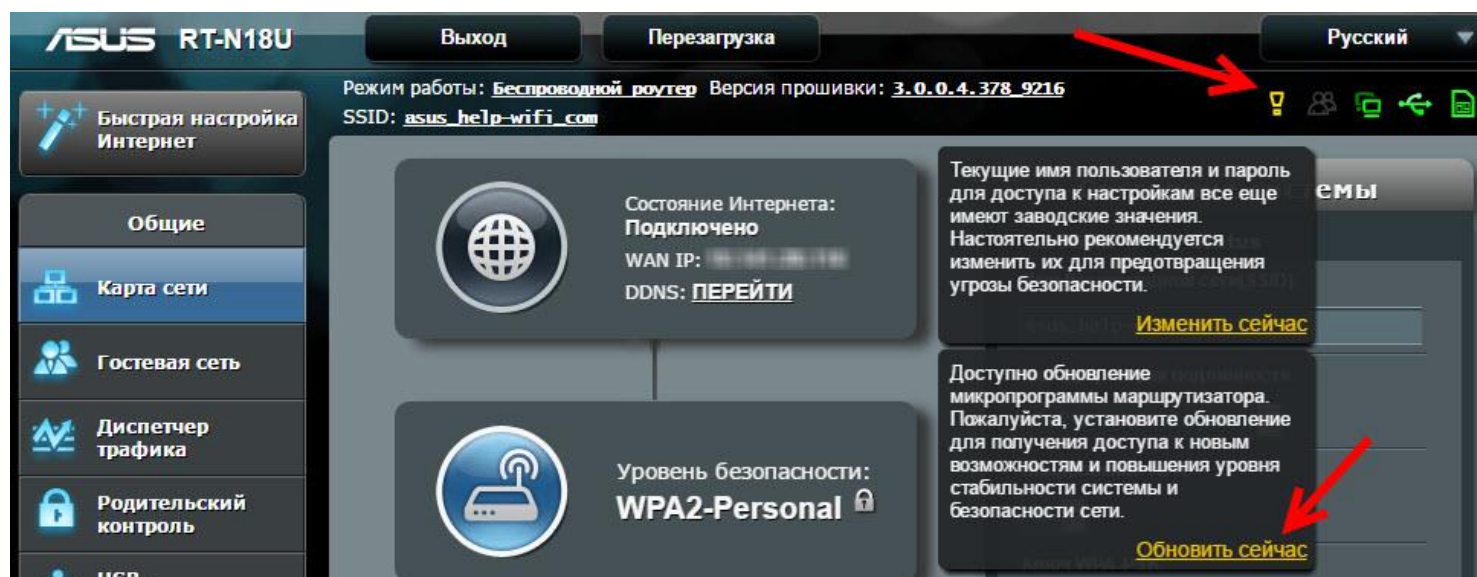 ASUS RT-N18U
Выход
Перезагрузка
Русский
Режим работы: Беспроводной роутер Версия прошивки: 3.0.0.4.378_9216
SSID: asus_help-wifi_com
Быстрая настройка
Интернет
Общие
Карта сети
Гостевая сеть
Диспетчер
трафика
Родительский
контроль
USB
Состояние Интернета:
Подключено
WAN IP:
DDNS: ПЕРЕЙТИ
Уровень безопасности:
WPA2-Personal
Текущие имя пользователя и пароль
для доступа к настройкам все еще
имеют заводские значения.
Настоятельно рекомендуется
изменить их для предотвращения
угрозы безопасности.
Изменить сейчас
Доступно обновление
микропрограммы маршрутизатора.
Пожалуйста, установите обновление
для получения доступа к новым
возможностям и повышения уровня
стабильности системы и
безопасности сети.
Обновить сейчас